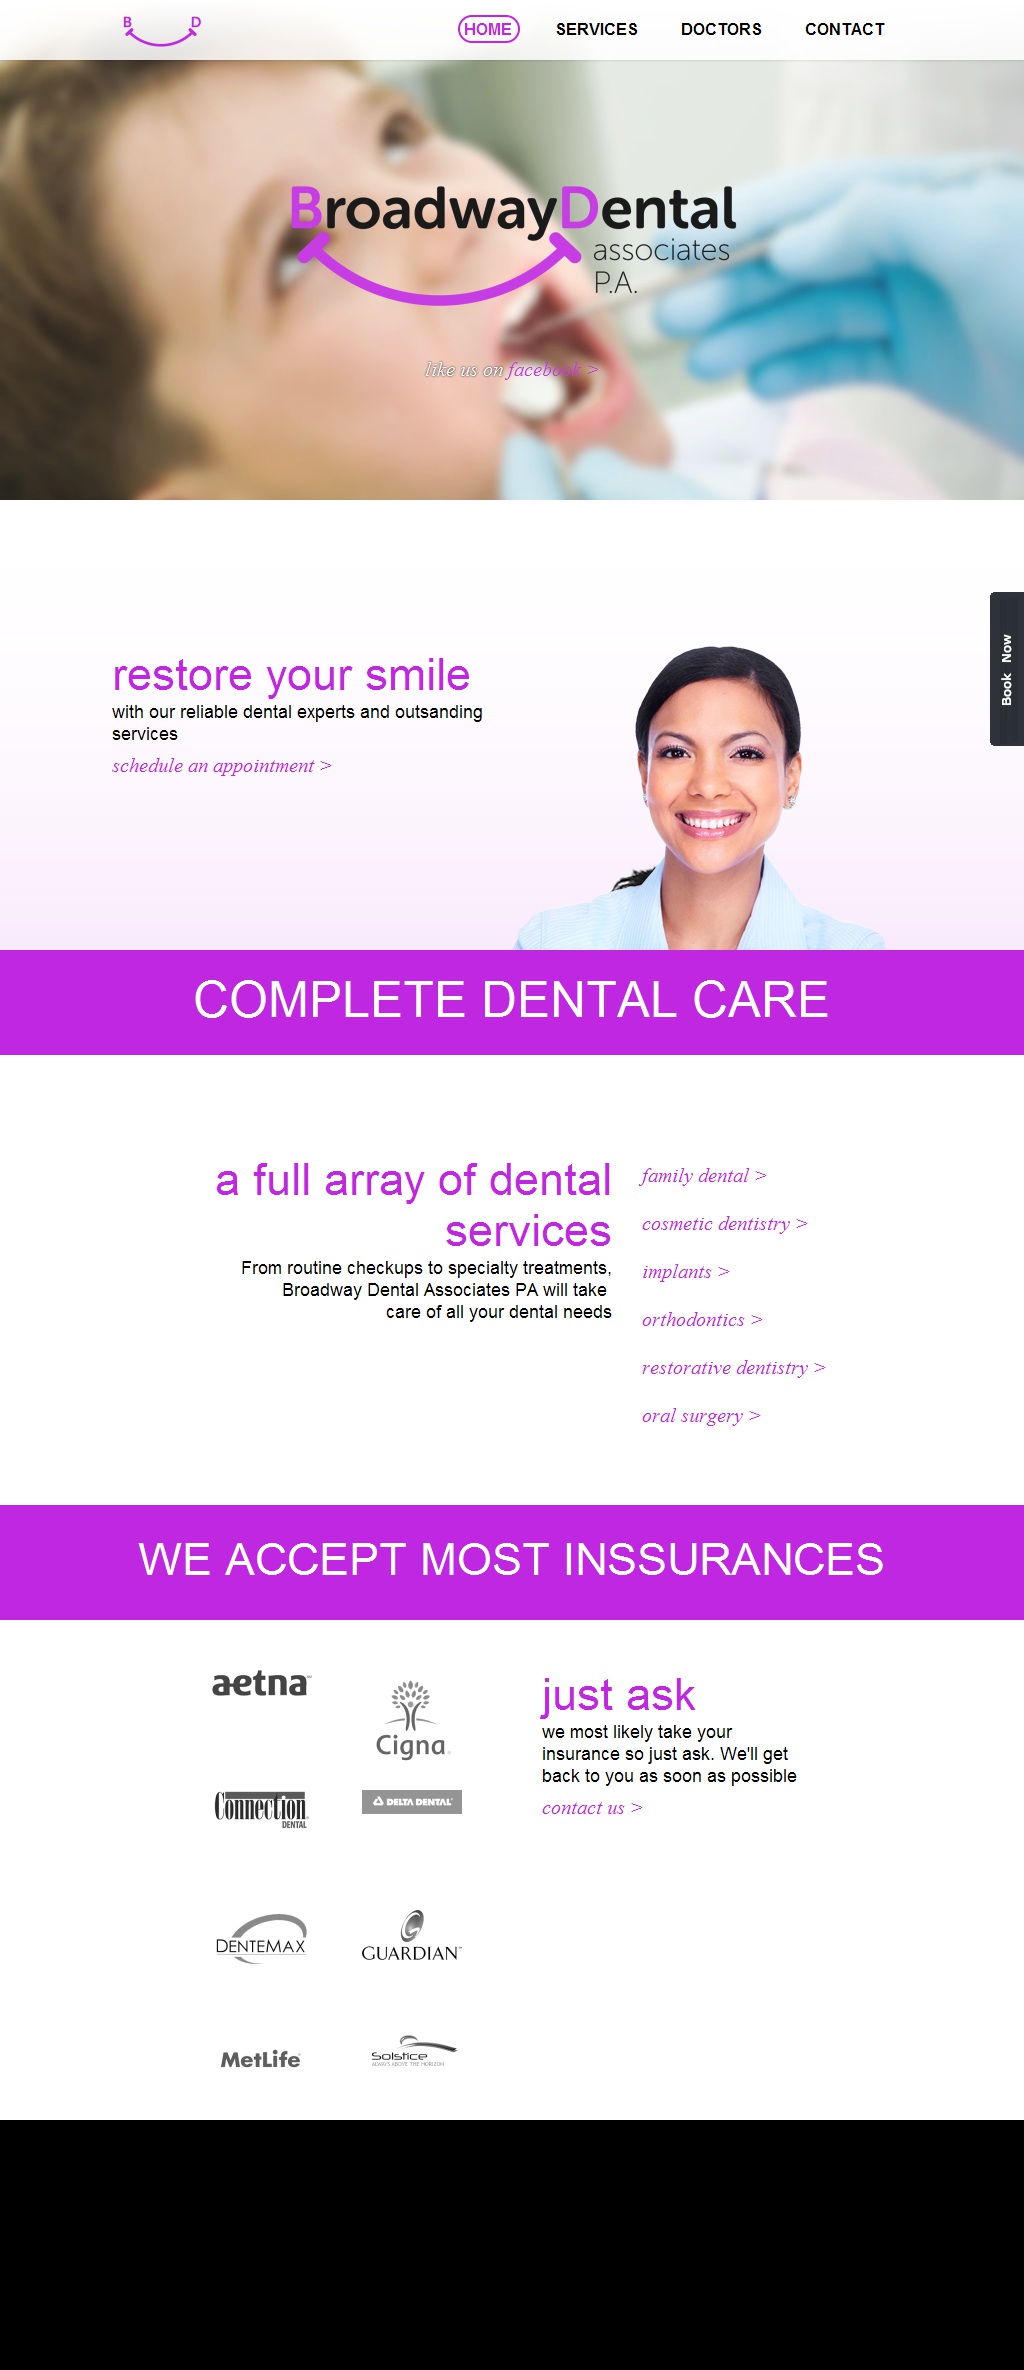 B D
HOME SERVICES DOCTORS CONTACT
BroadwayDental
associates
P.A.
like us on facebook >
Book Now
restore your smile
with our reliable dental experts and outsanding
services
schedule an appointment >
COMPLETE DENTAL CARE
a full array of dental
services
From routine checkups to specialty treatments,
Broadway Dental Associates PA will take
care of all your dental needs
family dental >
cosmetic dentistry >
implants >
orthodontics >
restorative dentistry >
oral surgery >
WE ACCEPT MOST INSSURANCES
aetna
Cigna
Connection
DENTAL
DELTA DENTAL
DENTEMAX
GUARDIAN
MetLife
Solstice
ALWAYS ABOVE THE HORIZON
just ask
we most likely take your
insurance so just ask. We'll get
back to you as soon as possible
contact us >